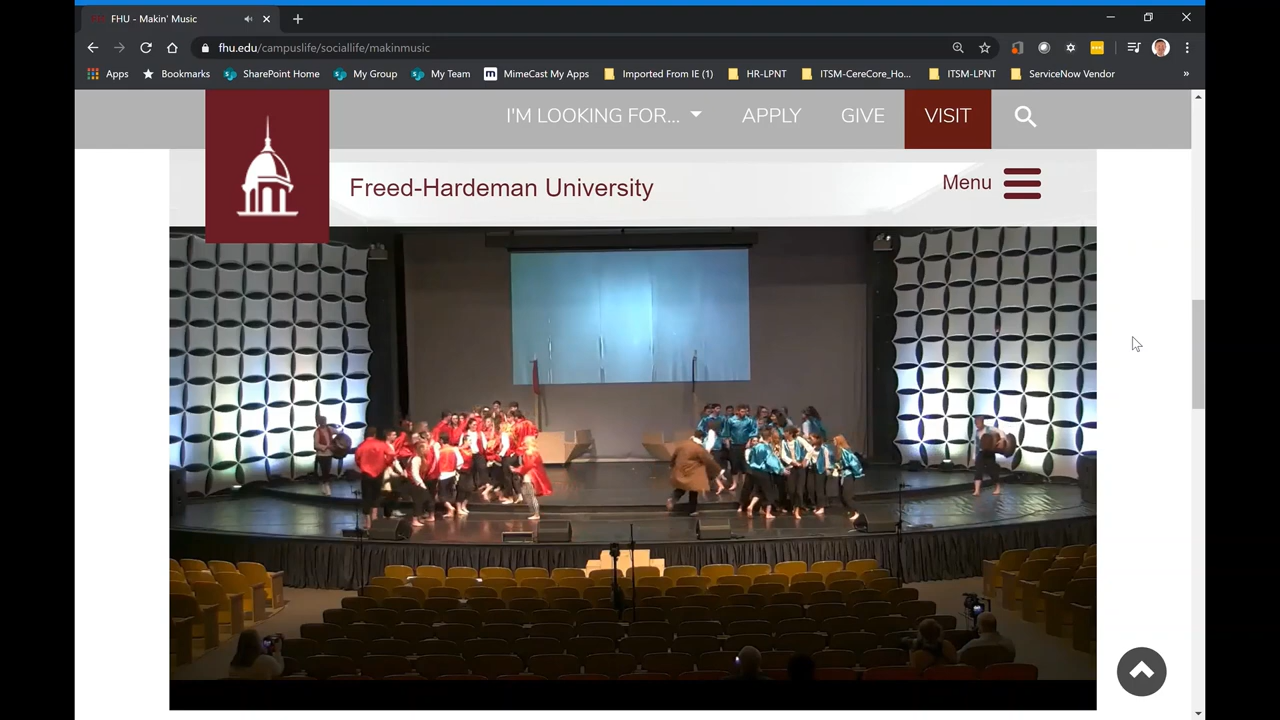 FHU - Makin' Music
fhu.edu/campuslife/sociallife/makinmusic
Apps Bookmarks SharePoint Home My Group My Team MimeCast My Apps Imported From IE (1) HR-LPNT ITSM-CereCore_Ho... ITSM-LPNT ServiceNow Vendor »
I'M LOOKING FOR... APPLY GIVE VISIT
Freed-Hardeman University
Menu